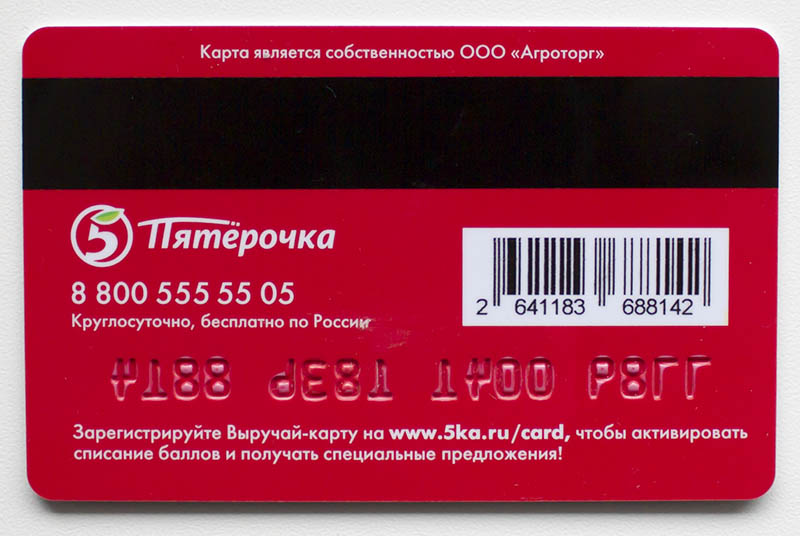 Карта является собственностью ООО «Агроторг»
5 Пятёрочка
8 800 555 55 05
Круглосуточно, бесплатно по России
2 641183 688142
Зарегистрируйте Выручай-карту на www.5ka.ru/card, чтобы активировать
списание баллов и получать специальные предложения!